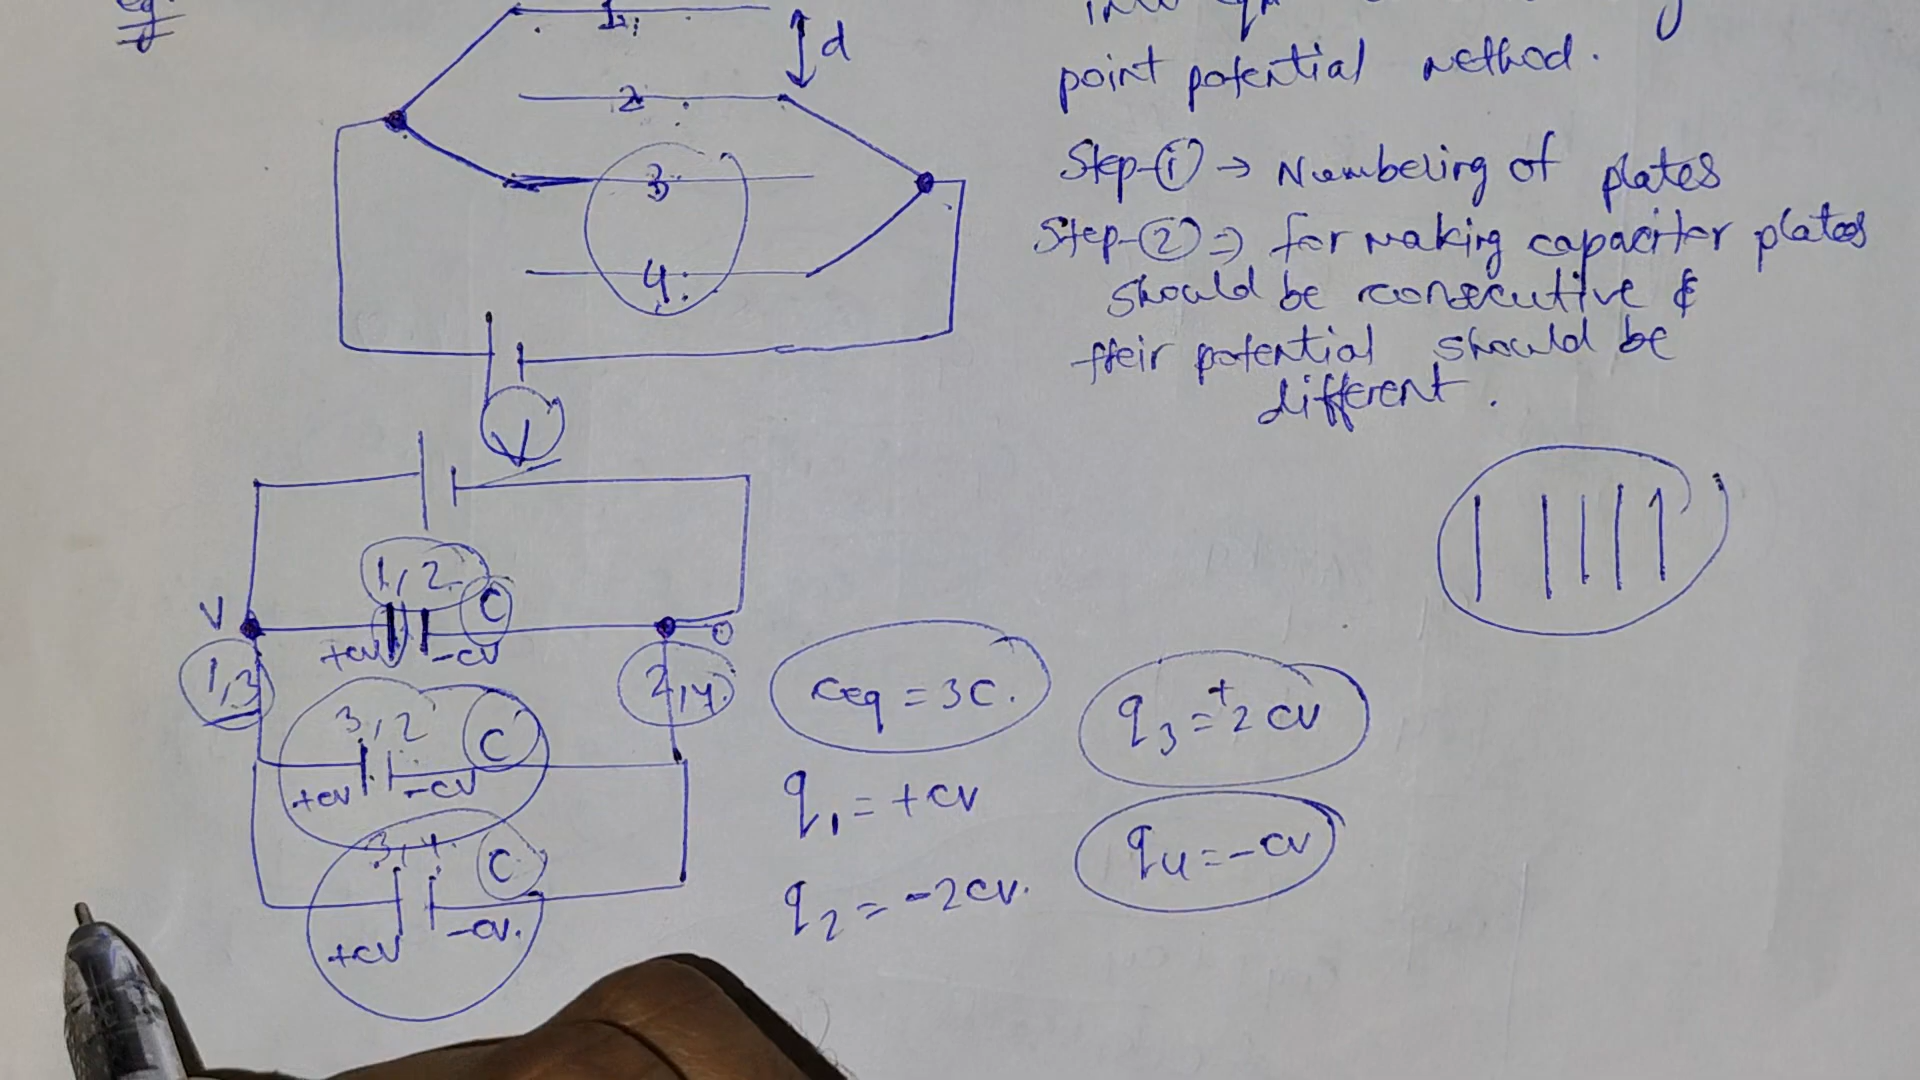 eg.
1
d
2
3
4
V
point potential method.
Step-① → Numbering of plates
Step-② ⇒ for making capacitor plates
should be consecutive &
their potential should be
different.
1,2
C
V
+cv -cv
0
1,3
2,4
3,2
C
+cv -cv
3,4
C
+cv -cv.
Ceq = 3C.
q₁ = +cv
q₂ = -2cv.
q₃ = +2cv
q₄ = -cv